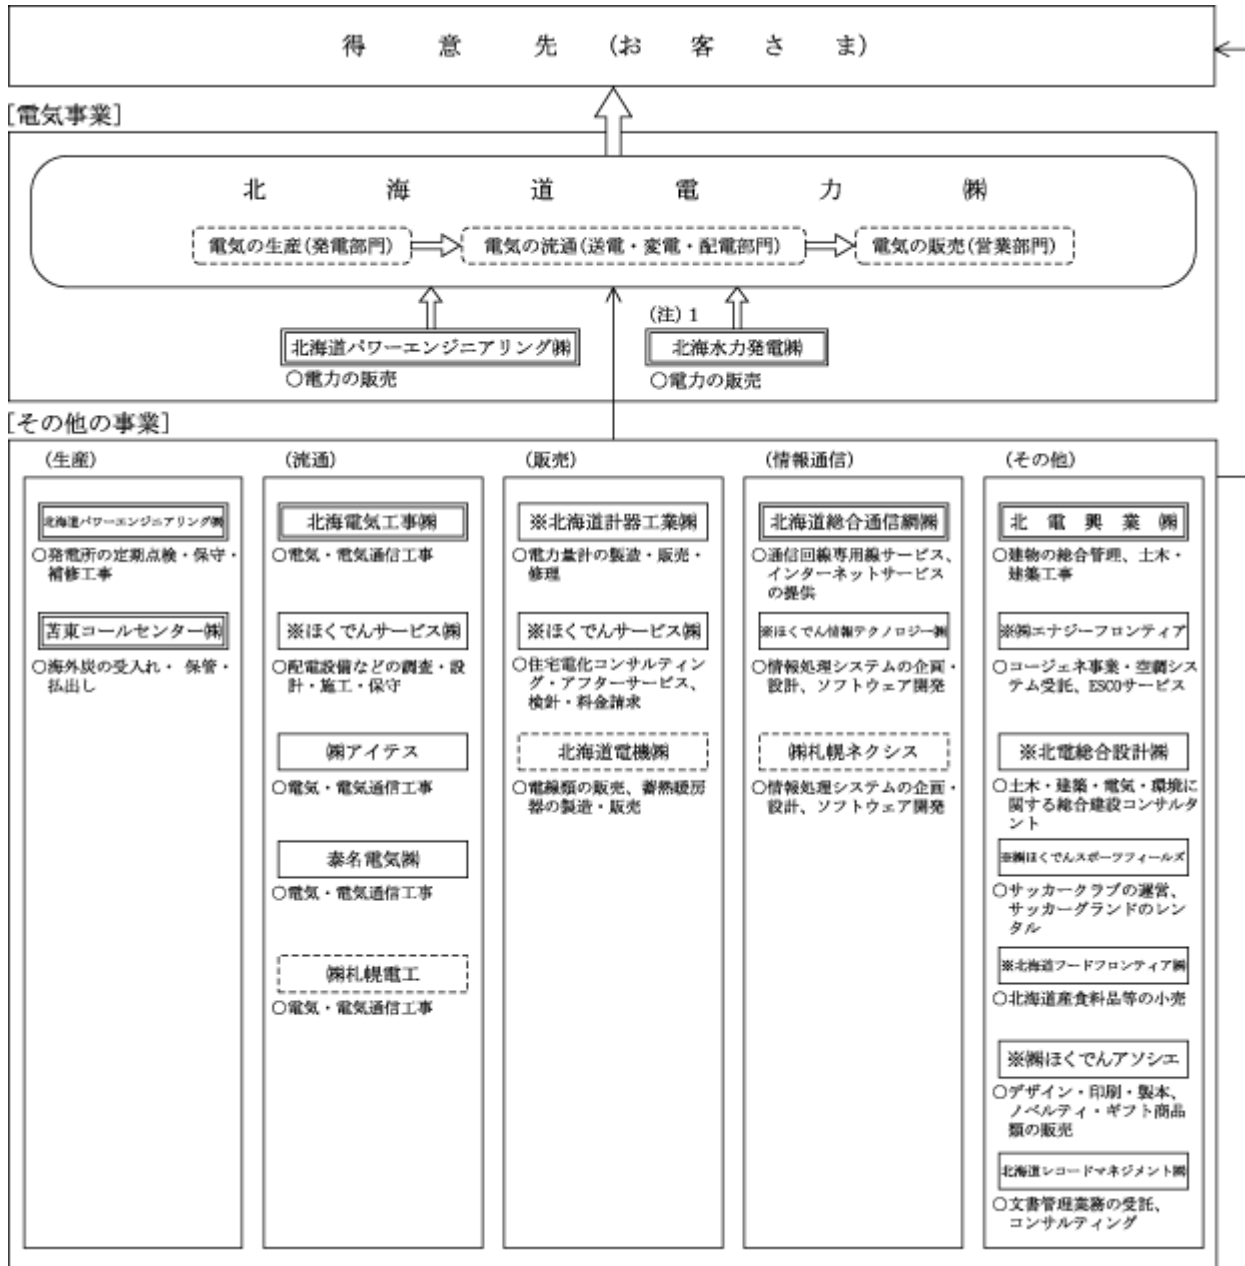 得意先(お客さま)
[電気事業]
北海道電力㈱
電気の生産(発電部門)
電気の流通(送電・変電・配電部門)
電気の販売(営業部門)
(注) 1
北海道パワーエンジニアリング㈱
北海水力発電㈱
○電力の販売
○電力の販売
[その他の事業]
(生産)
北海道パワーエンジニアリング㈱
○発電所の定期点検・保守・
補修工事
苫東コールセンター㈱
○海外炭の受入れ・ 保管・
払出し
(流通)
北海電気工事㈱
○電気・電気通信工事
※ほくでんサービス㈱
○配電設備などの調査・設
計・施工・保守
㈱アイテス
○電気・電気通信工事
泰名電気㈱
○電気・電気通信工事
㈱札幌電工
○電気・電気通信工事
(販売)
※北海道計器工業㈱
○電力量計の製造・販売・
修理
※ほくでんサービス㈱
○住宅電化コンサルティン
グ・アフターサービス、
検針・料金請求
北海道電機㈱
○電線類の販売、蓄熱暖房
器の製造・販売
(情報通信)
北海道総合通信網㈱
○通信回線専用線サービス、
インターネットサービス
の提供
※ほくでん情報テクノロジー㈱
○情報処理システムの企画・
設計、ソフトウェア開発
㈱札幌ネクシス
○情報処理システムの企画・
設計、ソフトウェア開発
(その他)
北電興業㈱
○建物の総合管理、土木・
建築工事
※㈱エナジーフロンティア
○コージェネ事業・空調シス
テム受託、ESCOサービス
※北電総合設計㈱
○土木・建築・電気・環境に
関する総合建設コンサルタ
ント
※㈱ほくでんスポーツフィールズ
○サッカークラブの運営、
サッカーグランドのレン
タル
※北海道フードフロンティア㈱
○北海道産食料品等の小売
※㈱ほくでんアソシエ
○デザイン・印刷・製本、
ノベルティ・ギフト商品
類の販売
北海道レコードマネジメント㈱
○文書管理業務の受託、
コンサルティング